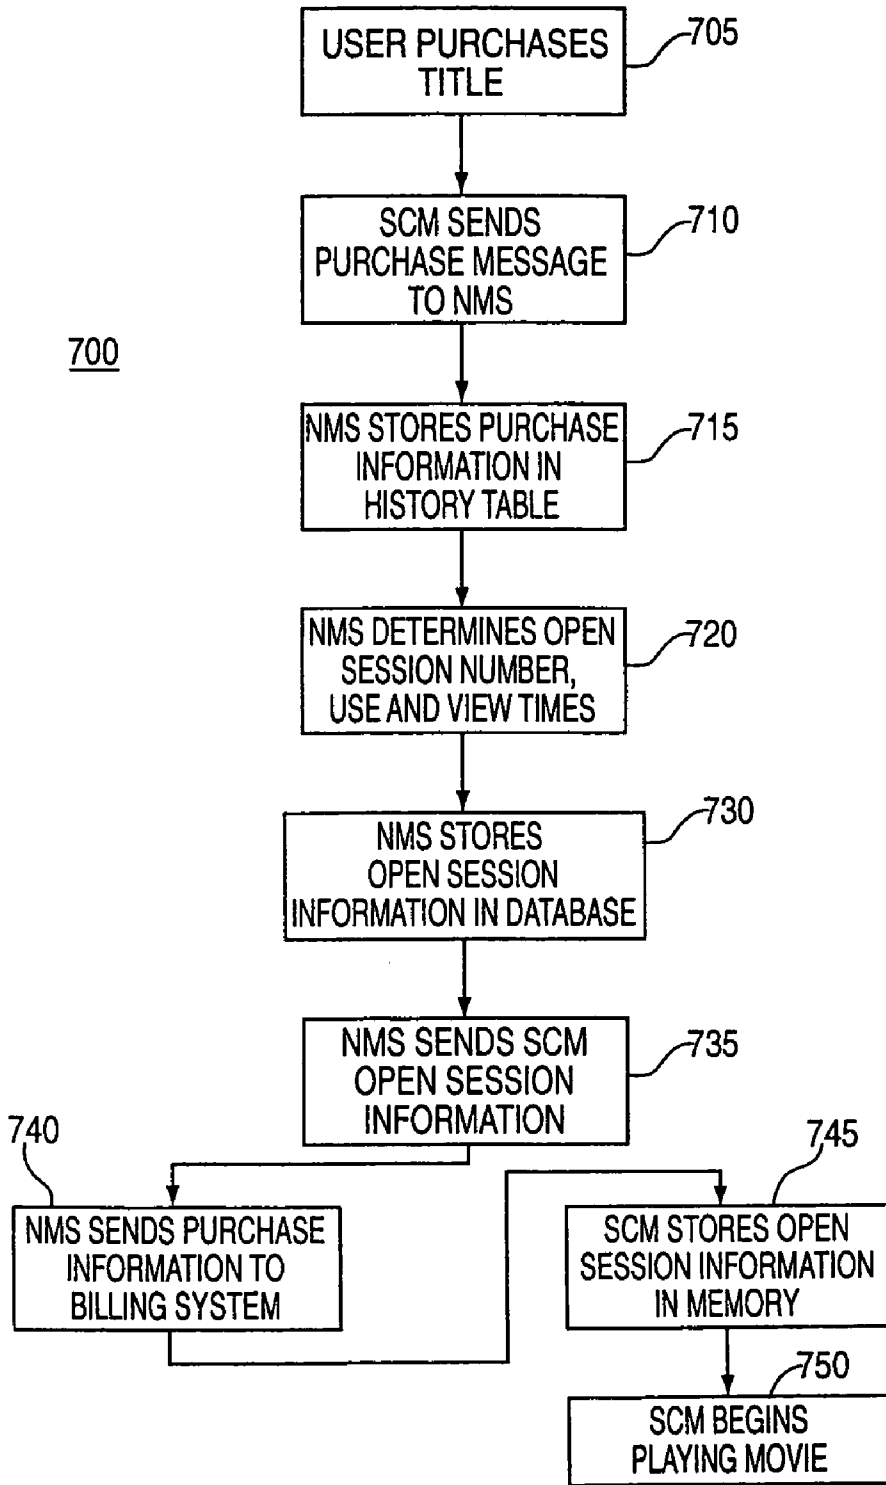 USER PURCHASES
TITLE
705
SCM SENDS
PURCHASE MESSAGE
TO NMS
710
700
NMS STORES PURCHASE
INFORMATION IN
HISTORY TABLE
715
NMS DETERMINES OPEN
SESSION NUMBER,
USE AND VIEW TIMES
720
NMS STORES
OPEN SESSION
INFORMATION IN DATABASE
730
NMS SENDS SCM
OPEN SESSION
INFORMATION
735
740
NMS SENDS PURCHASE
INFORMATION TO
BILLING SYSTEM
745
SCM STORES OPEN
SESSION INFORMATION
IN MEMORY
750
SCM BEGINS
PLAYING MOVIE